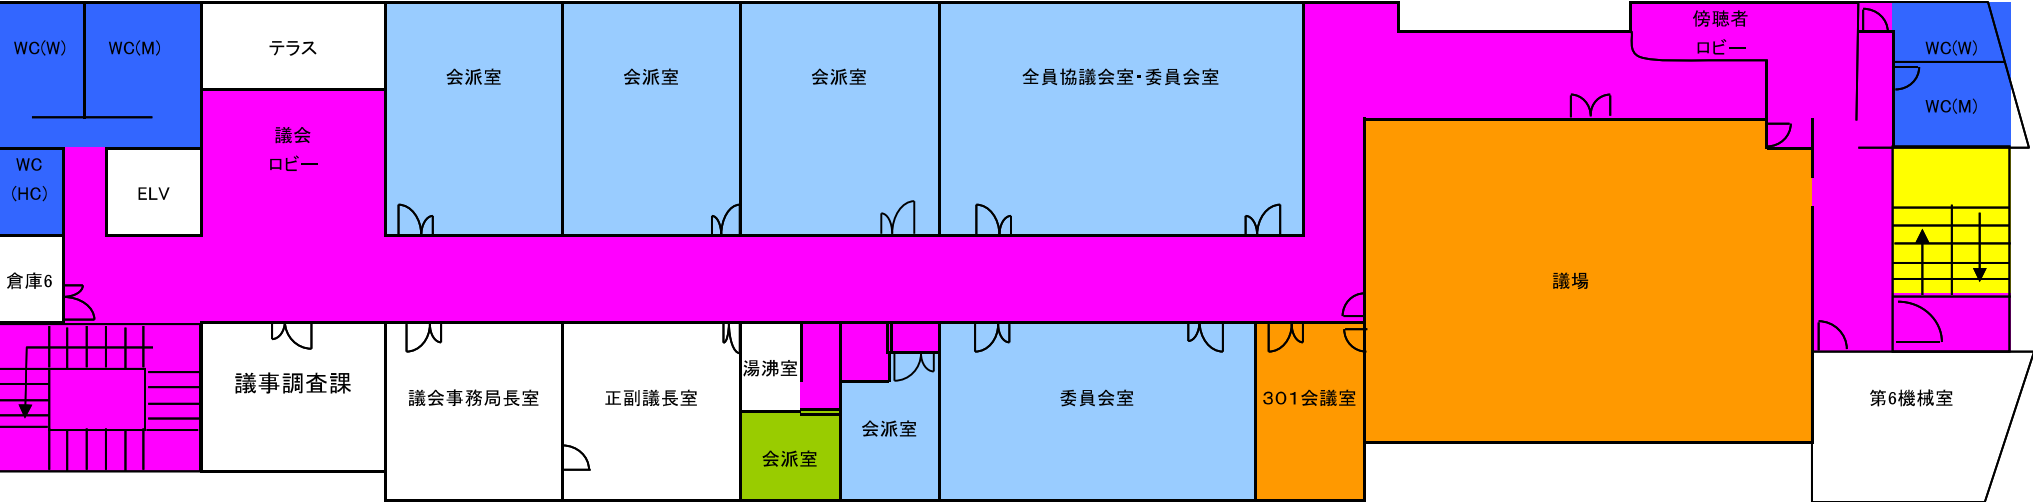 WC(W)
WC(M)
テラス
会派室
会派室
会派室
全員協議会室・委員会室
傍聴者
ロビー
WC(W)
WC(M)
議会
ロビー
WC
(HC)
ELV
倉庫6
議場
議事調査課
議会事務局長室
正副議長室
湯沸室
会派室
会派室
委員会室
301会議室
第6機械室